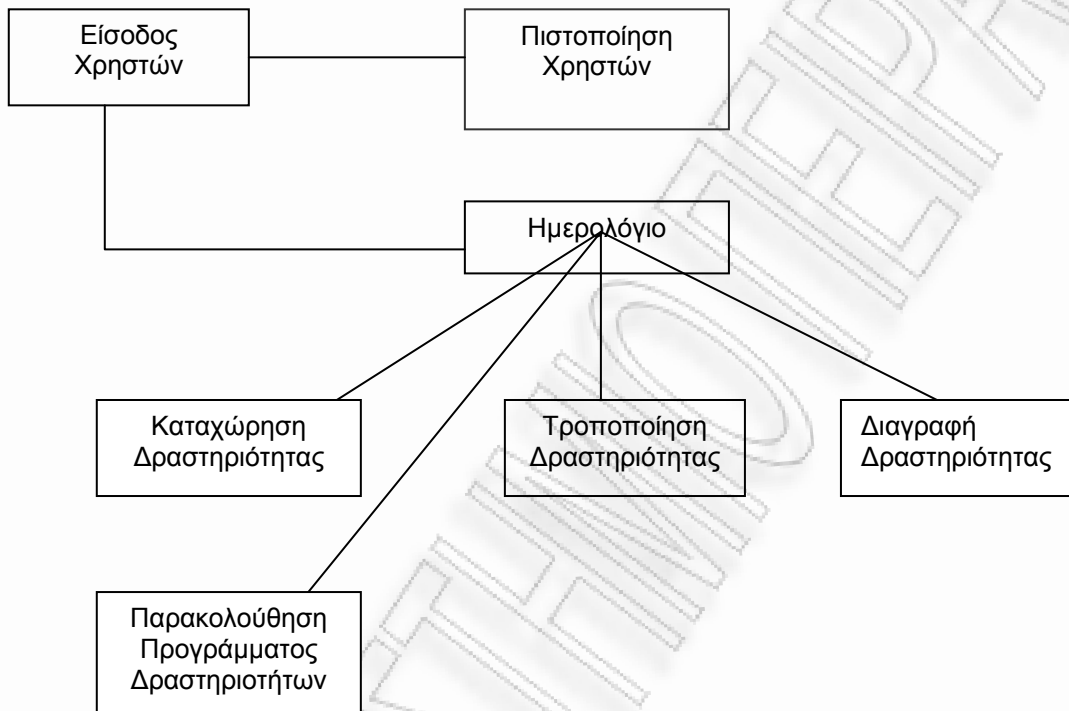 Είσοδος
Χρηστών
Πιστοποίηση
Χρηστών
Ημερολόγιο
Καταχώρηση
Δραστηριότητας
Τροποποίηση
Δραστηριότητας
Διαγραφή
Δραστηριότητας
Παρακολούθηση
Προγράμματος
Δραστηριοτήτων